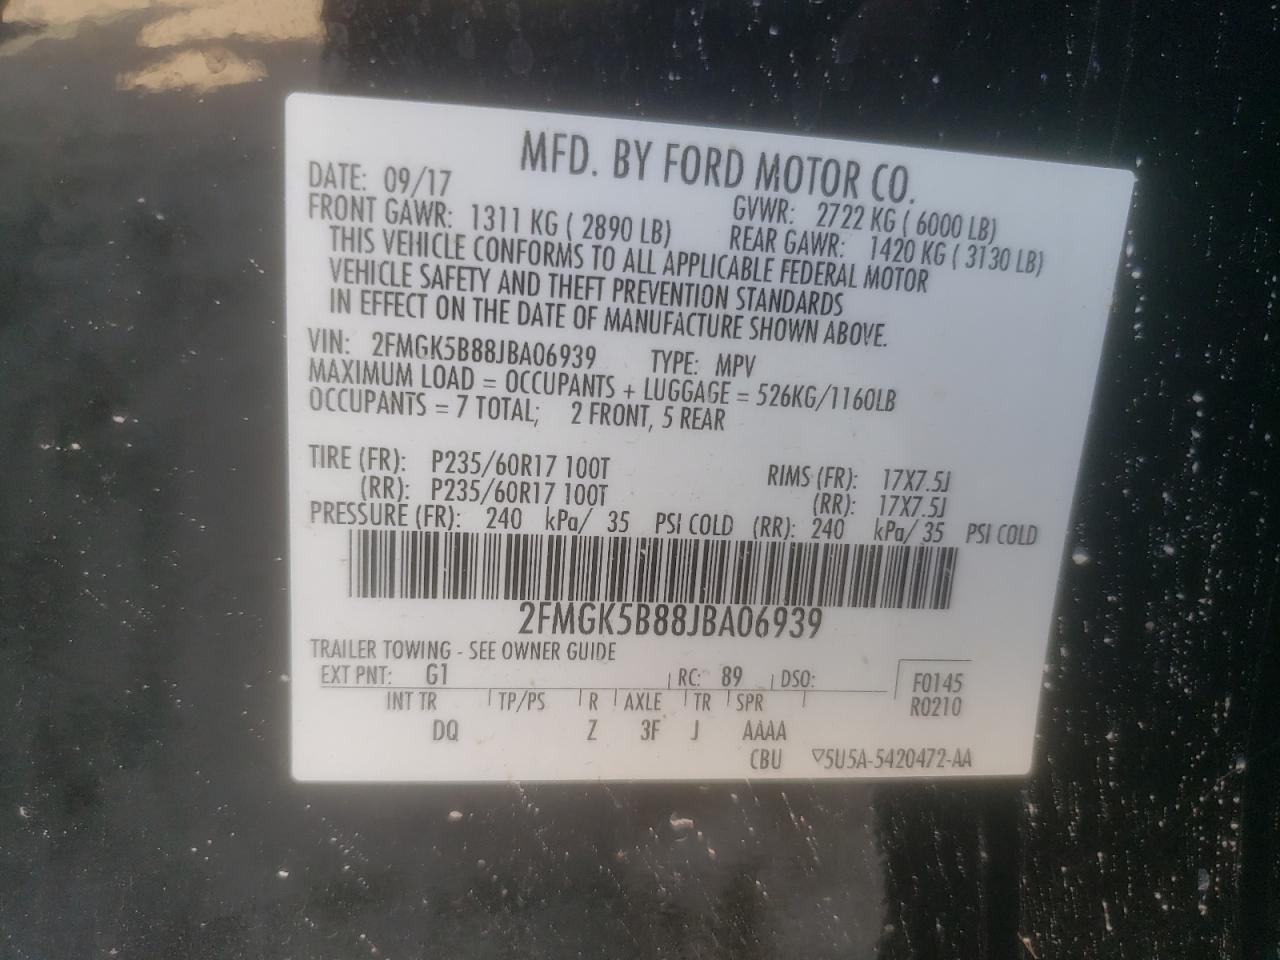 MFD. BY FORD MOTOR CO.
DATE: 09/17 GVWR: 2722 KG ( 6000 LB)
FRONT GAWR: 1311 KG ( 2890 LB) REAR GAWR: 1420 KG ( 3130 LB)
THIS VEHICLE CONFORMS TO ALL APPLICABLE FEDERAL MOTOR
VEHICLE SAFETY AND THEFT PREVENTION STANDARDS
IN EFFECT ON THE DATE OF MANUFACTURE SHOWN ABOVE.
VIN: 2FMGK5B88JBA06939 TYPE: MPV
MAXIMUM LOAD = OCCUPANTS + LUGGAGE = 526KG/1160LB
OCCUPANTS = 7 TOTAL; 2 FRONT, 5 REAR
TIRE (FR): P235/60R17 100T RIMS (FR): 17X7.5J
(RR): P235/60R17 100T (RR): 17X7.5J
PRESSURE (FR): 240 kPa/ 35 PSI COLD (RR): 240 kPa/ 35 PSI COLD
2FMGK5B88JBA06939
TRAILER TOWING - SEE OWNER GUIDE
EXT PNT: G1 RC: 89 DSO: F0145
INT TR TP/PS R AXLE TR SPR R0210
DQ Z 3F J AAAA
CBU ▽5U5A-5420472-AA